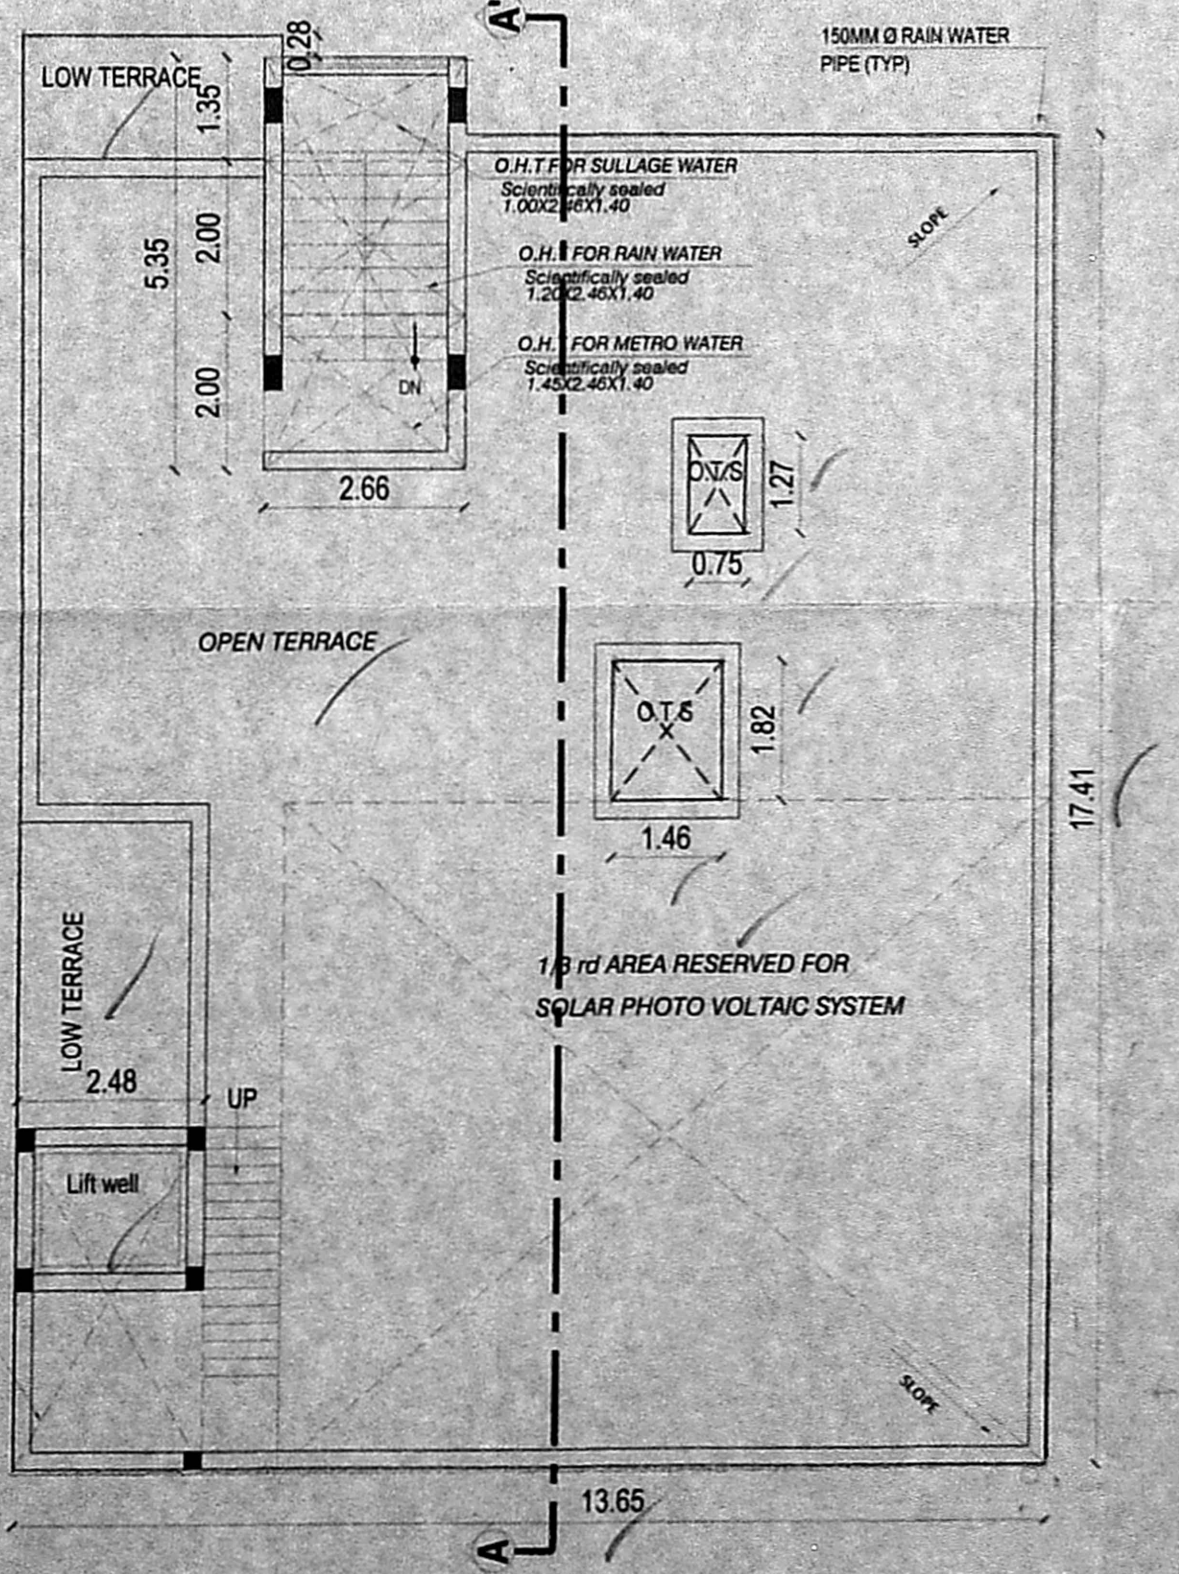 A'
0.28
150MM Ø RAIN WATER
PIPE (TYP)
LOW TERRACE
1.35
O.H.T FOR SULLAGE WATER
Scientifically sealed
1.00X2.46X1.40
SLOPE
2.00
5.35
O.H.T FOR RAIN WATER
Scientifically sealed
1.20X2.46X1.40
O.H.T FOR METRO WATER
Scientifically sealed
1.45X2.46X1.40
2.00
DN
2.66
O.T.S
1.27
0.75
OPEN TERRACE
O.T.S
1.82
1.46
17.41
LOW TERRACE
1/3 rd AREA RESERVED FOR
SOLAR PHOTO VOLTAIC SYSTEM
2.48
UP
Lift well
SLOPE
13.65
A